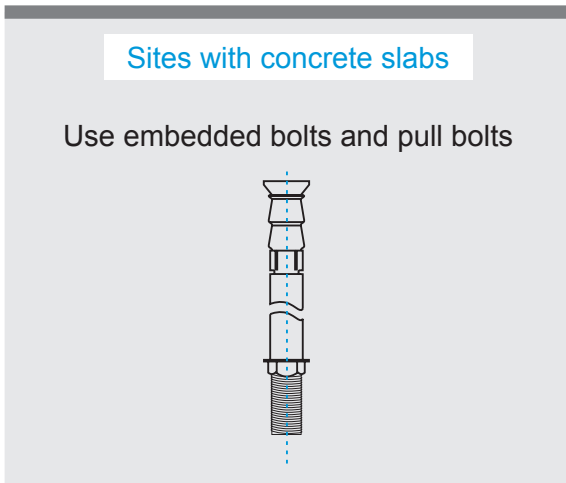 Sites with concrete slabs
Use embedded bolts and pull bolts